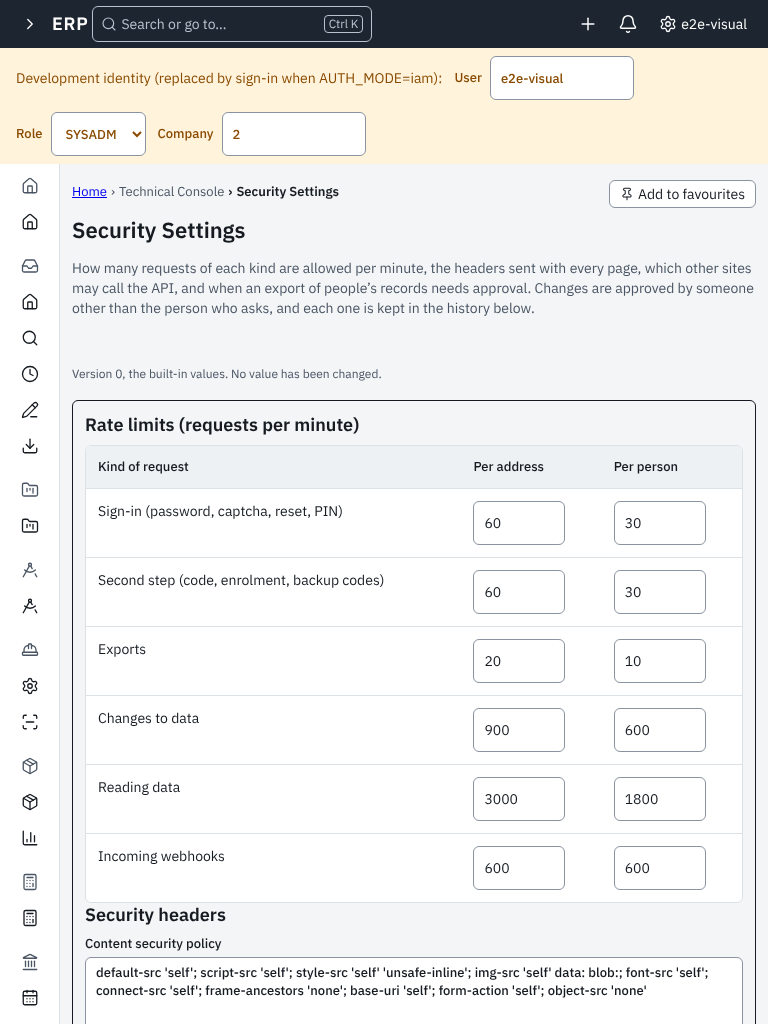 ERP
Search or go to...
Ctrl K
e2e-visual
Development identity (replaced by sign-in when AUTH_MODE=iam):
User
e2e-visual
Role
SYSADM
Company
2
Home › Technical Console › Security Settings
Add to favourites
Security Settings
How many requests of each kind are allowed per minute, the headers sent with every page, which other sites
may call the API, and when an export of people's records needs approval. Changes are approved by someone
other than the person who asks, and each one is kept in the history below.
Version 0, the built-in values. No value has been changed.
Rate limits (requests per minute)
Kind of request Per address Per person
Sign-in (password, captcha, reset, PIN) 60 30
Second step (code, enrolment, backup codes) 60 30
Exports 20 10
Changes to data 900 600
Reading data 3000 1800
Incoming webhooks 600 600
Security headers
Content security policy
default-src 'self'; script-src 'self'; style-src 'self' 'unsafe-inline'; img-src 'self' data: blob:; font-src 'self';
connect-src 'self'; frame-ancestors 'none'; base-uri 'self'; form-action 'self'; object-src 'none'